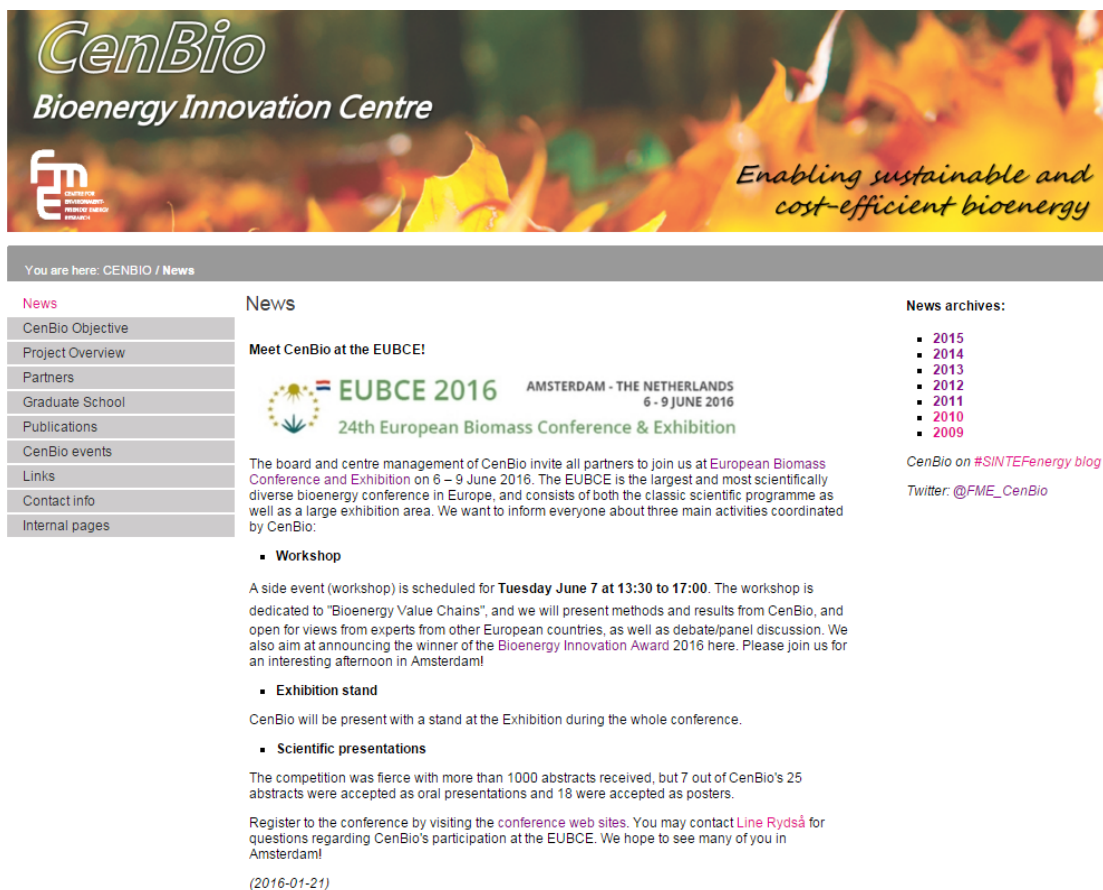 CenBio
Bioenergy Innovation Centre
FME
CENTRE FOR
ENVIRONMENT-
FRIENDLY ENERGY
RESEARCH
Enabling sustainable and
cost-efficient bioenergy
You are here: CENBIO / News
News
CenBio Objective
Project Overview
Partners
Graduate School
Publications
CenBio events
Links
Contact info
Internal pages
News
Meet CenBio at the EUBCE!
EUBCE 2016
AMSTERDAM - THE NETHERLANDS
6 - 9 JUNE 2016
24th European Biomass Conference & Exhibition
The board and centre management of CenBio invite all partners to join us at European Biomass
Conference and Exhibition on 6 – 9 June 2016. The EUBCE is the largest and most scientifically
diverse bioenergy conference in Europe, and consists of both the classic scientific programme as
well as a large exhibition area. We want to inform everyone about three main activities coordinated
by CenBio:
▪ Workshop
A side event (workshop) is scheduled for Tuesday June 7 at 13:30 to 17:00. The workshop is
dedicated to "Bioenergy Value Chains", and we will present methods and results from CenBio, and
open for views from experts from other European countries, as well as debate/panel discussion. We
also aim at announcing the winner of the Bioenergy Innovation Award 2016 here. Please join us for
an interesting afternoon in Amsterdam!
▪ Exhibition stand
CenBio will be present with a stand at the Exhibition during the whole conference.
▪ Scientific presentations
The competition was fierce with more than 1000 abstracts received, but 7 out of CenBio's 25
abstracts were accepted as oral presentations and 18 were accepted as posters.
Register to the conference by visiting the conference web sites. You may contact Line Rydså for
questions regarding CenBio's participation at the EUBCE. We hope to see many of you in
Amsterdam!
(2016-01-21)
News archives:
▪ 2015
▪ 2014
▪ 2013
▪ 2012
▪ 2011
▪ 2010
▪ 2009
CenBio on #SINTEFenergy blog
Twitter: @FME_CenBio